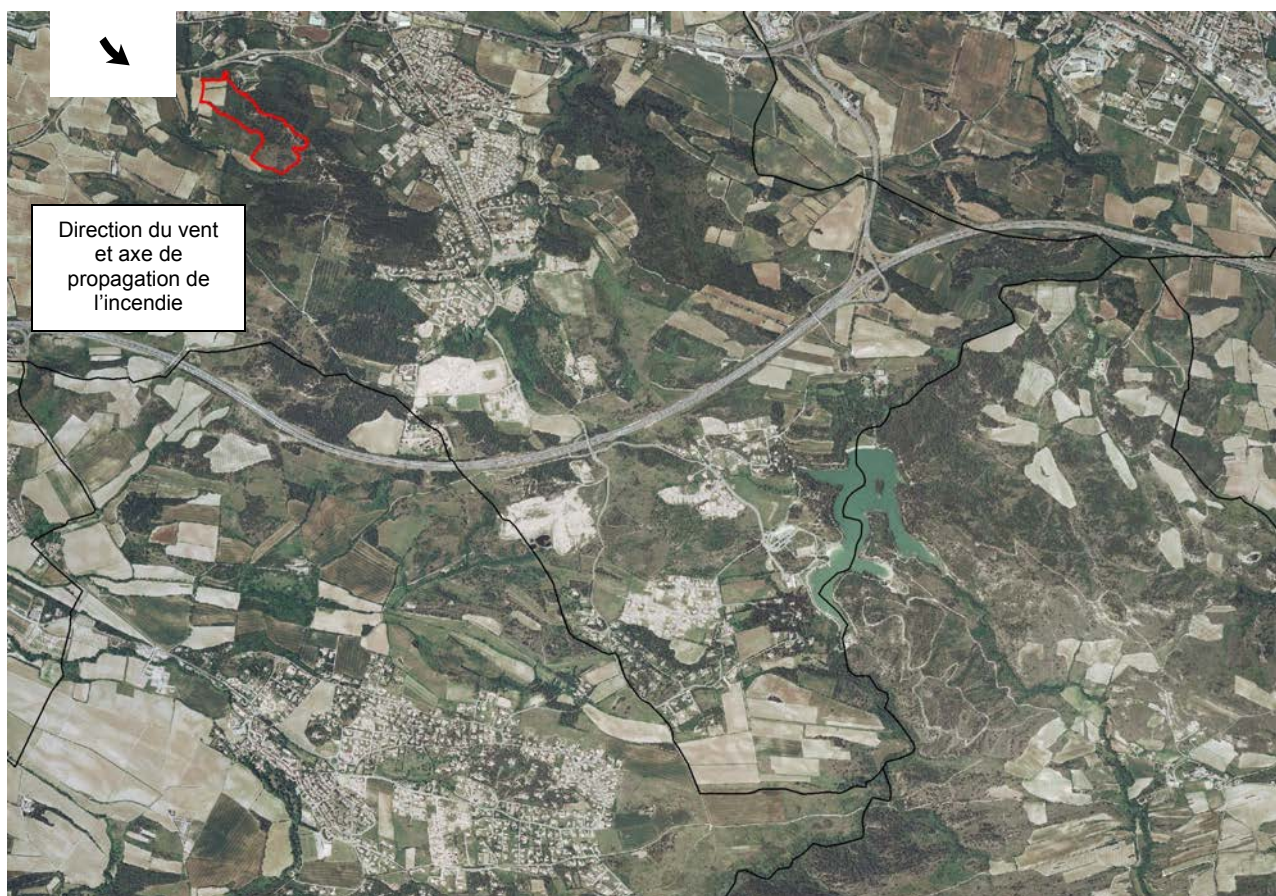 Direction du vent
et axe de
propagation de
l'incendie